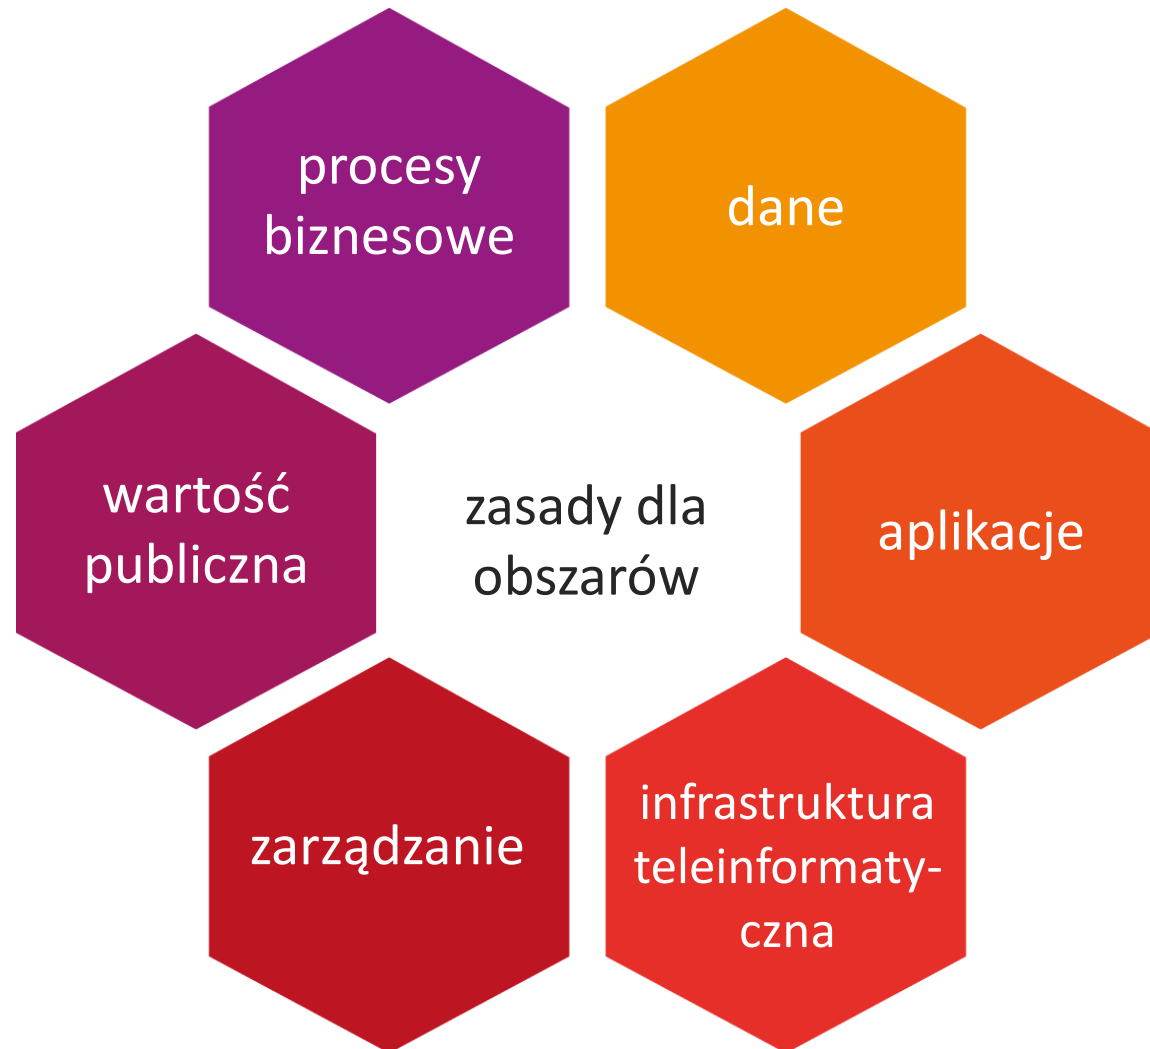 procesy
biznesowe
dane
wartość
publiczna
zasady dla
obszarów
aplikacje
zarządzanie
infrastruktura
teleinformaty-
czna